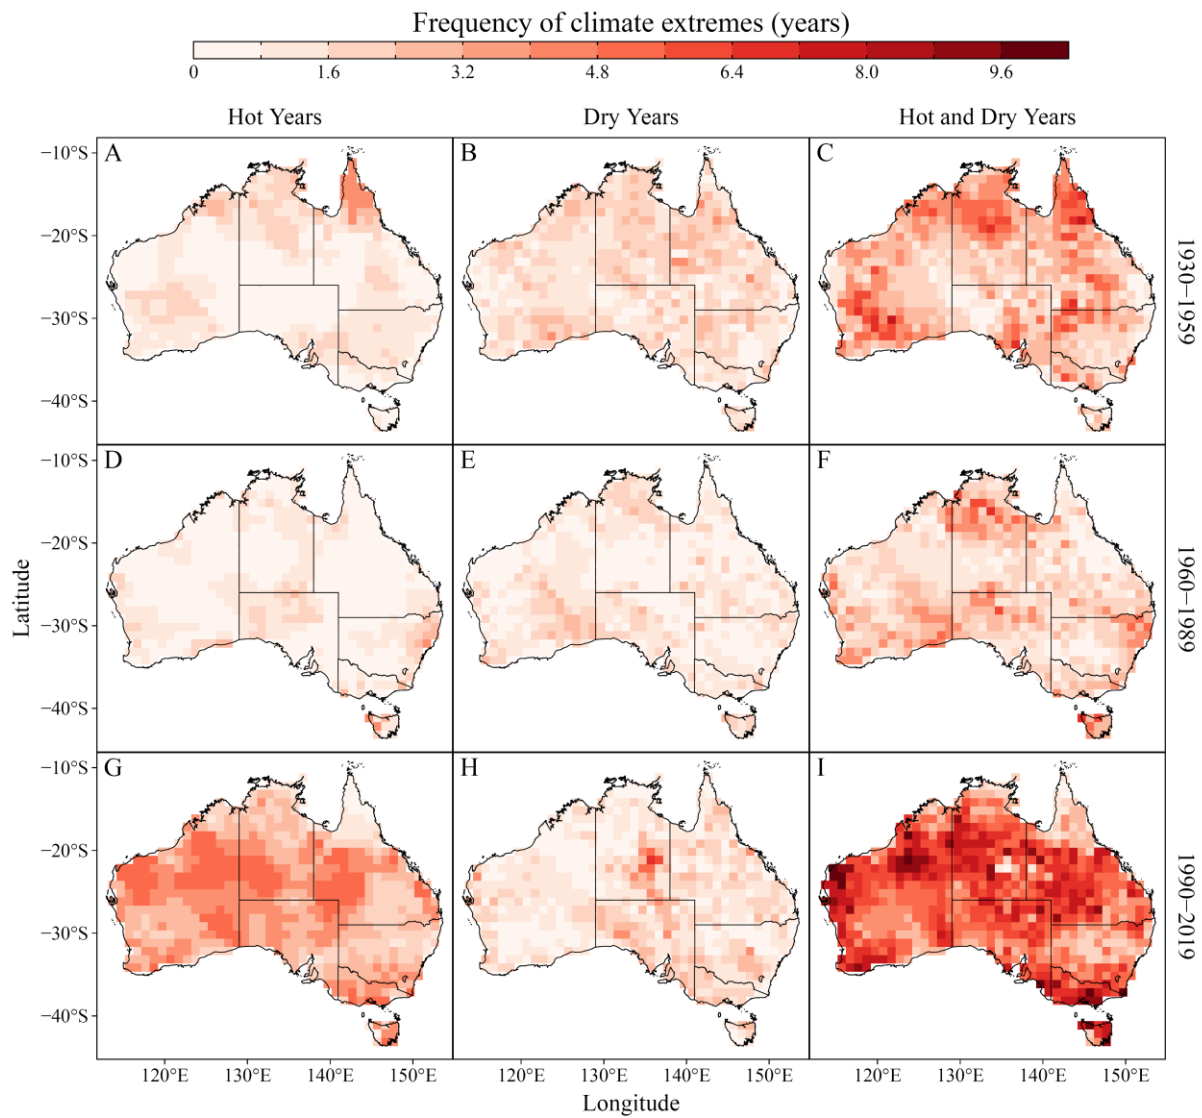 Frequency of climate extremes (years)
0 1.6 3.2 4.8 6.4 8.0 9.6
Hot Years Dry Years Hot and Dry Years
A B C
−10°S
−20°S
−30°S
−40°S
1930−1959
D E F
−10°S
−20°S
−30°S
−40°S
1960−1989
Latitude
G H I
−10°S
−20°S
−30°S
−40°S
1990−2019
120°E 130°E 140°E 150°E 120°E 130°E 140°E 150°E 120°E 130°E 140°E 150°E
Longitude